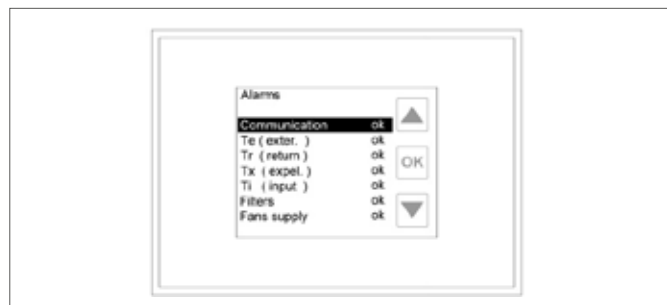 Alarms
Communication ok
Te ( exter. ) ok
Tr ( return ) ok
Tx ( expel. ) ok
Ti ( input ) ok
Filters ok
Fans supply ok
OK